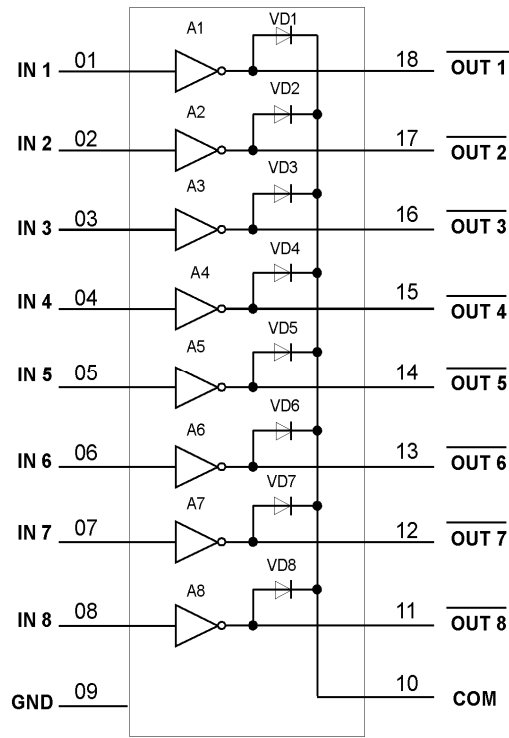 A1 VD1
IN 1 01 18 OUT 1
VD2
A2
IN 2 02 17 OUT 2
A3 VD3
IN 3 03 16 OUT 3
A4 VD4
IN 4 04 15 OUT 4
A5 VD5
IN 5 05 14 OUT 5
A6 VD6
IN 6 06 13 OUT 6
A7 VD7
IN 7 07 12 OUT 7
A8 VD8
IN 8 08 11 OUT 8
GND 09 10 COM